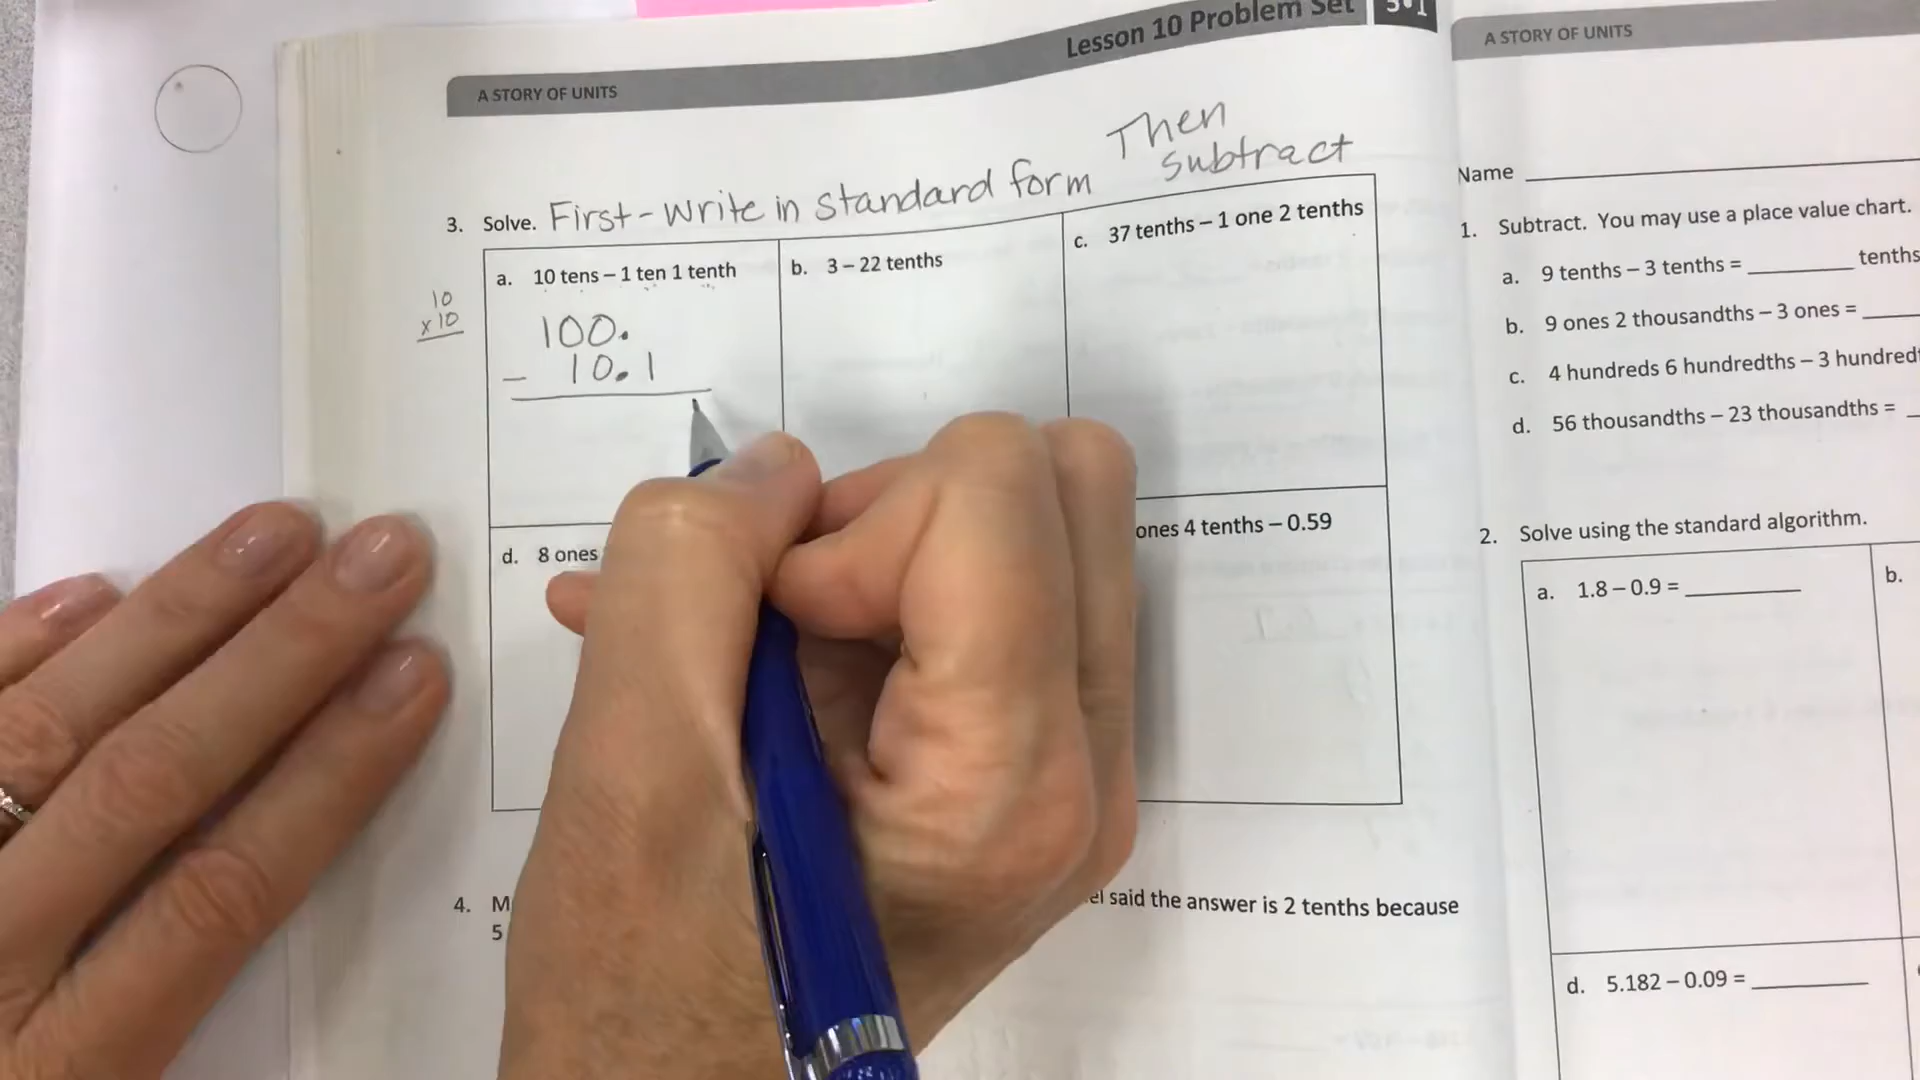 Lesson 10 Problem Set
A STORY OF UNITS
Then
subtract
3. Solve. First - Write in standard form
a. 10 tens – 1 ten 1 tenth
b. 3 – 22 tenths
c. 37 tenths – 1 one 2 tenths
10
x 10
100.
- 10.1
d. 8 ones
ones 4 tenths – 0.59
4.
5
said the answer is 2 tenths because
A STORY OF UNITS
Name
1. Subtract. You may use a place value chart.
a. 9 tenths – 3 tenths = ________ tenths
b. 9 ones 2 thousandths – 3 ones = ____
c. 4 hundreds 6 hundredths – 3
d. 56 thousandths – 23 thousandths =
2. Solve using the standard algorithm.
a. 1.8 – 0.9 = ________
b.
d. 5.182 – 0.09 = ________